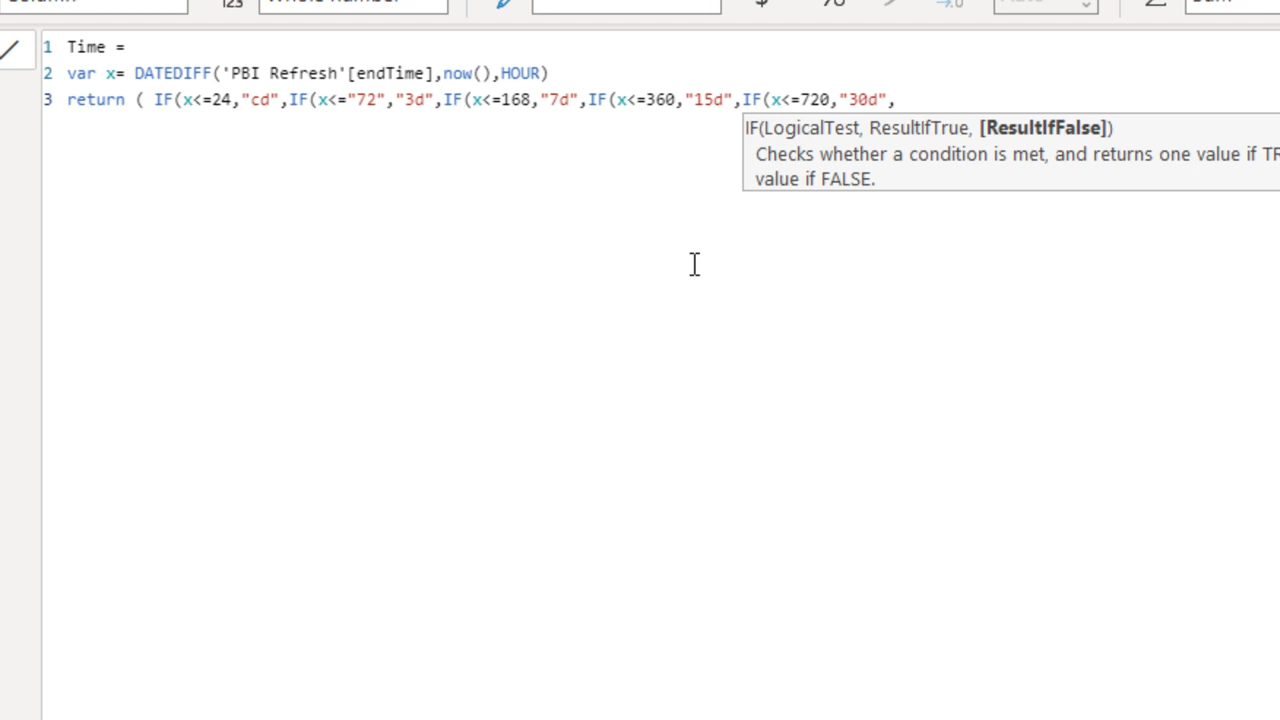 1 Time =
2 var x= DATEDIFF('PBI Refresh'[endTime],now(),HOUR)
3 return ( IF(x<=24,"cd",IF(x<="72","3d",IF(x<=168,"7d",IF(x<=360,"15d",IF(x<=720,"30d",
IF(LogicalTest, ResultIfTrue, [ResultIfFalse])
Checks whether a condition is met, and returns one value if
value if FALSE.